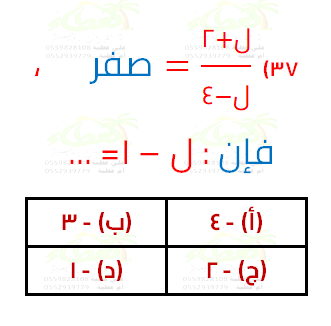 ٣٧) ل+٢ / ل–٤ = صفر ،
فإن : ل – ١ = ...
(أ) - ٤ (ب) - ٣
(ج) - ٢ (د) - ١